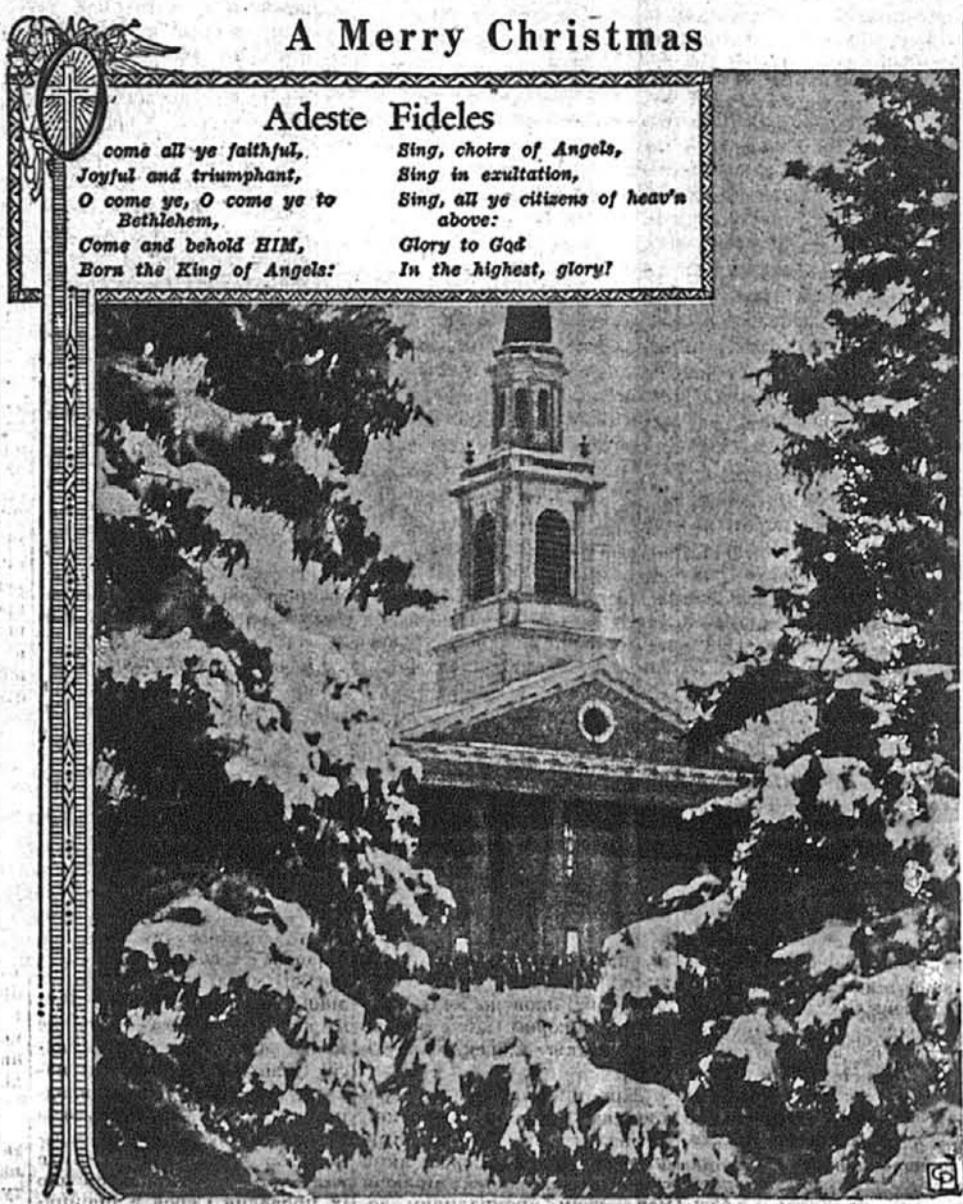 A Merry Christmas
Adeste Fideles
come all ye faithful,
Joyful and triumphant,
O come ye, O come ye to
Bethlehem,
Come and behold HIM,
Born the King of Angels:
Sing, choirs of Angels,
Sing in exultation,
Sing, all ye citizens of heav'n
above:
Glory to God
In the highest, glory!
CP